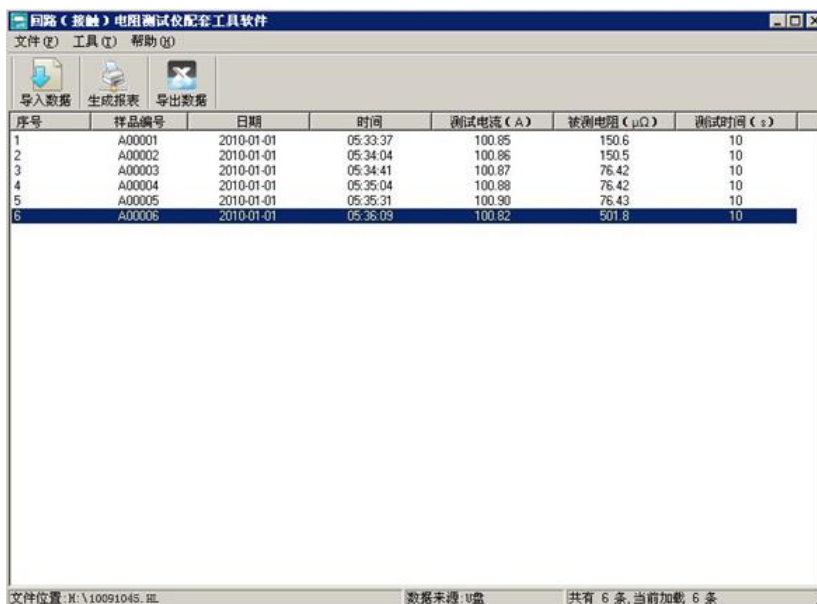 回路（接触）电阻测试仪配套工具软件
文件(F) 工具(T) 帮助(H)
导入数据 生成报表 导出数据
序号 样品编号 日期 时间 测试电流(A) 被测电阻(μΩ) 测试时间(s)
1 A00001 2010-01-01 05:33:37 100.85 150.6 10
2 A00002 2010-01-01 05:34:04 100.86 150.5 10
3 A00003 2010-01-01 05:34:41 100.87 76.42 10
4 A00004 2010-01-01 05:35:04 100.88 76.42 10
5 A00005 2010-01-01 05:35:31 100.90 76.43 10
6 A00006 2010-01-01 05:36:09 100.82 501.8 10
文件位置:M:\10091045.HL 数据来源:U盘 共有 6 条,当前加载 6 条